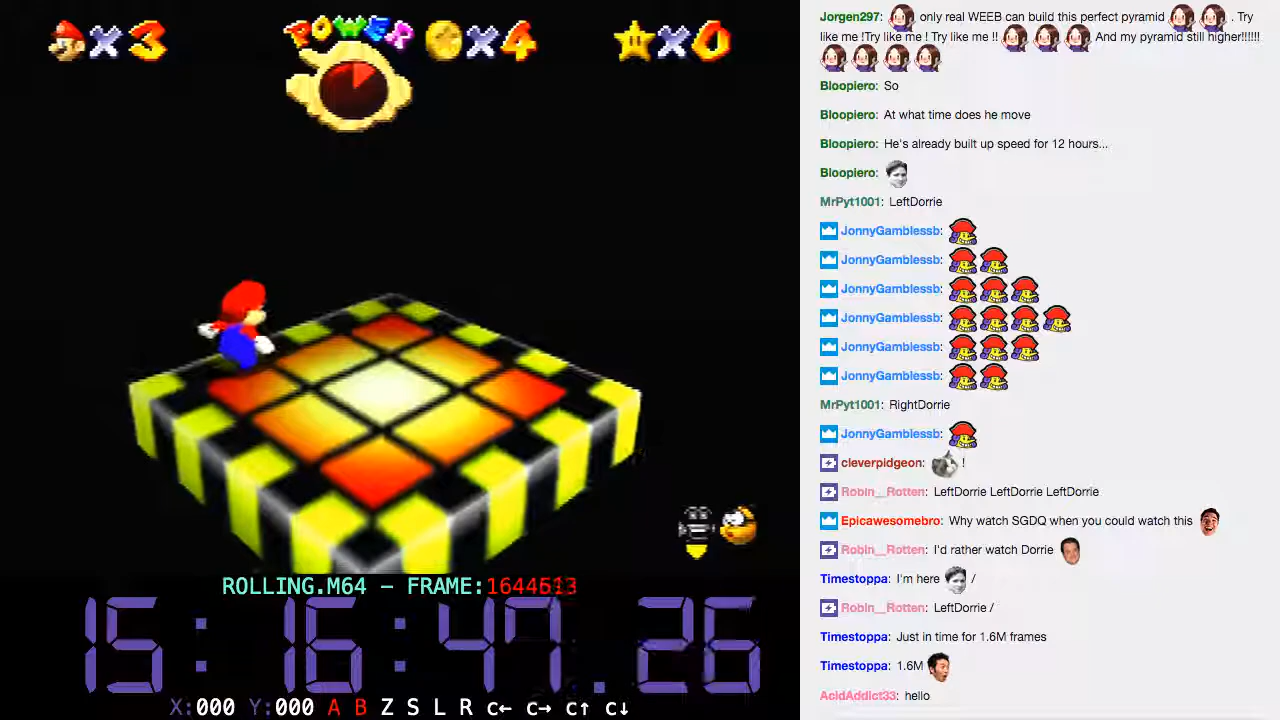 x3
POWER
x4
x0
ROLLING.M64 – FRAME:1644513
15:16:47.26
X:000 Y:000 A B Z S L R C← C→ C↑ C↓
Jorgen297: only real WEEB can build this perfect pyramid . Try
like me !Try like me ! Try like me !! And my pyramid still higher!!!!!!
Bloopiero: So
Bloopiero: At what time does he move
Bloopiero: He's already built up speed for 12 hours...
Bloopiero:
MrPyt1001: LeftDorrie
JonnyGamblessb:
JonnyGamblessb:
JonnyGamblessb:
JonnyGamblessb:
JonnyGamblessb:
JonnyGamblessb:
MrPyt1001: RightDorrie
JonnyGamblessb:
cleverpidgeon: !
Robin__Rotten: LeftDorrie LeftDorrie LeftDorrie
Epicawesomebro: Why watch SGDQ when you could watch this
Robin__Rotten: I'd rather watch Dorrie
Timestoppa: I'm here /
Robin__Rotten: LeftDorrie /
Timestoppa: Just in time for 1.6M frames
Timestoppa: 1.6M
AcidAddict33: hello